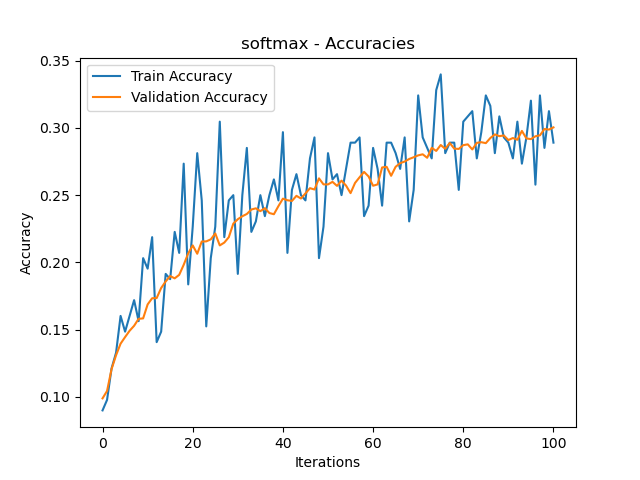 softmax - Accuracies
Train Accuracy
Validation Accuracy
0.35
0.30
0.25
0.20
0.15
0.10
Accuracy
0 20 40 60 80 100
Iterations